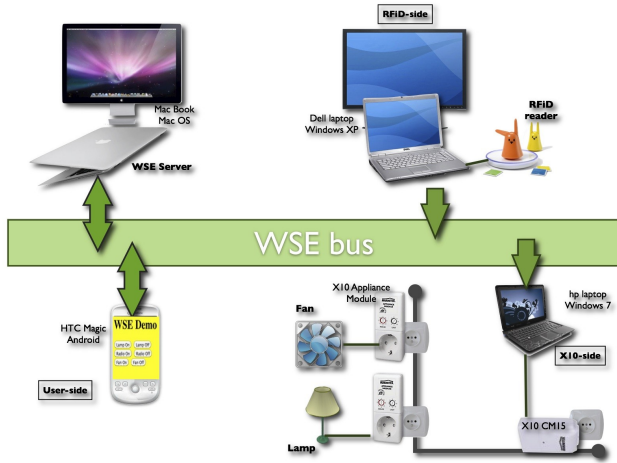 RFiD-side
Mac Book
Mac OS
WSE Server
Dell laptop
Windows XP
RFiD
reader
WSE bus
HTC Magic
Android
WSE Demo
Lamp On Lamp Off
Radio On Radio Off
Fan On Fan Off
User-side
X10 Appliance
Module
Fan
Lamp
hp laptop
Windows 7
X10-side
X10 CM15